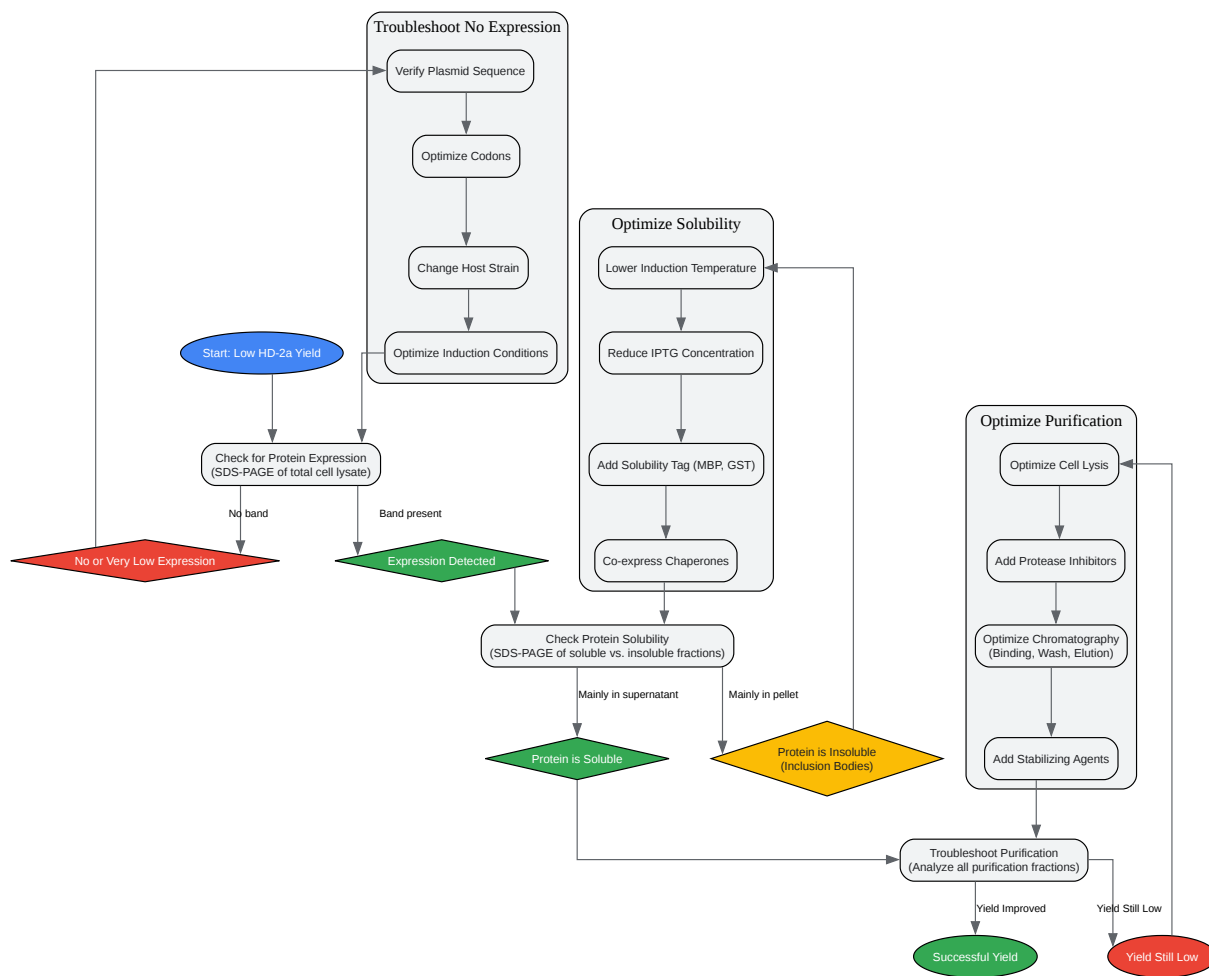 Troubleshoot No Expression
Verify Plasmid Sequence
Optimize Codons
Change Host Strain
Optimize Induction Conditions
Optimize Solubility
Lower Induction Temperature
Reduce IPTG Concentration
Add Solubility Tag (MBP, GST)
Co-express Chaperones
Optimize Purification
Optimize Cell Lysis
Add Protease Inhibitors
Optimize Chromatography
(Binding, Wash, Elution)
Add Stabilizing Agents
Start: Low HD-2a Yield
Check for Protein Expression
(SDS-PAGE of total cell lysate)
No band
Band present
No or Very Low Expression
Expression Detected
Check Protein Solubility
(SDS-PAGE of soluble vs. insoluble fractions)
Mainly in supernatant
Mainly in pellet
Protein is Soluble
Protein is Insoluble
(Inclusion Bodies)
Troubleshoot Purification
(Analyze all purification fractions)
Yield Improved
Yield Still Low
Successful Yield
Yield Still Low